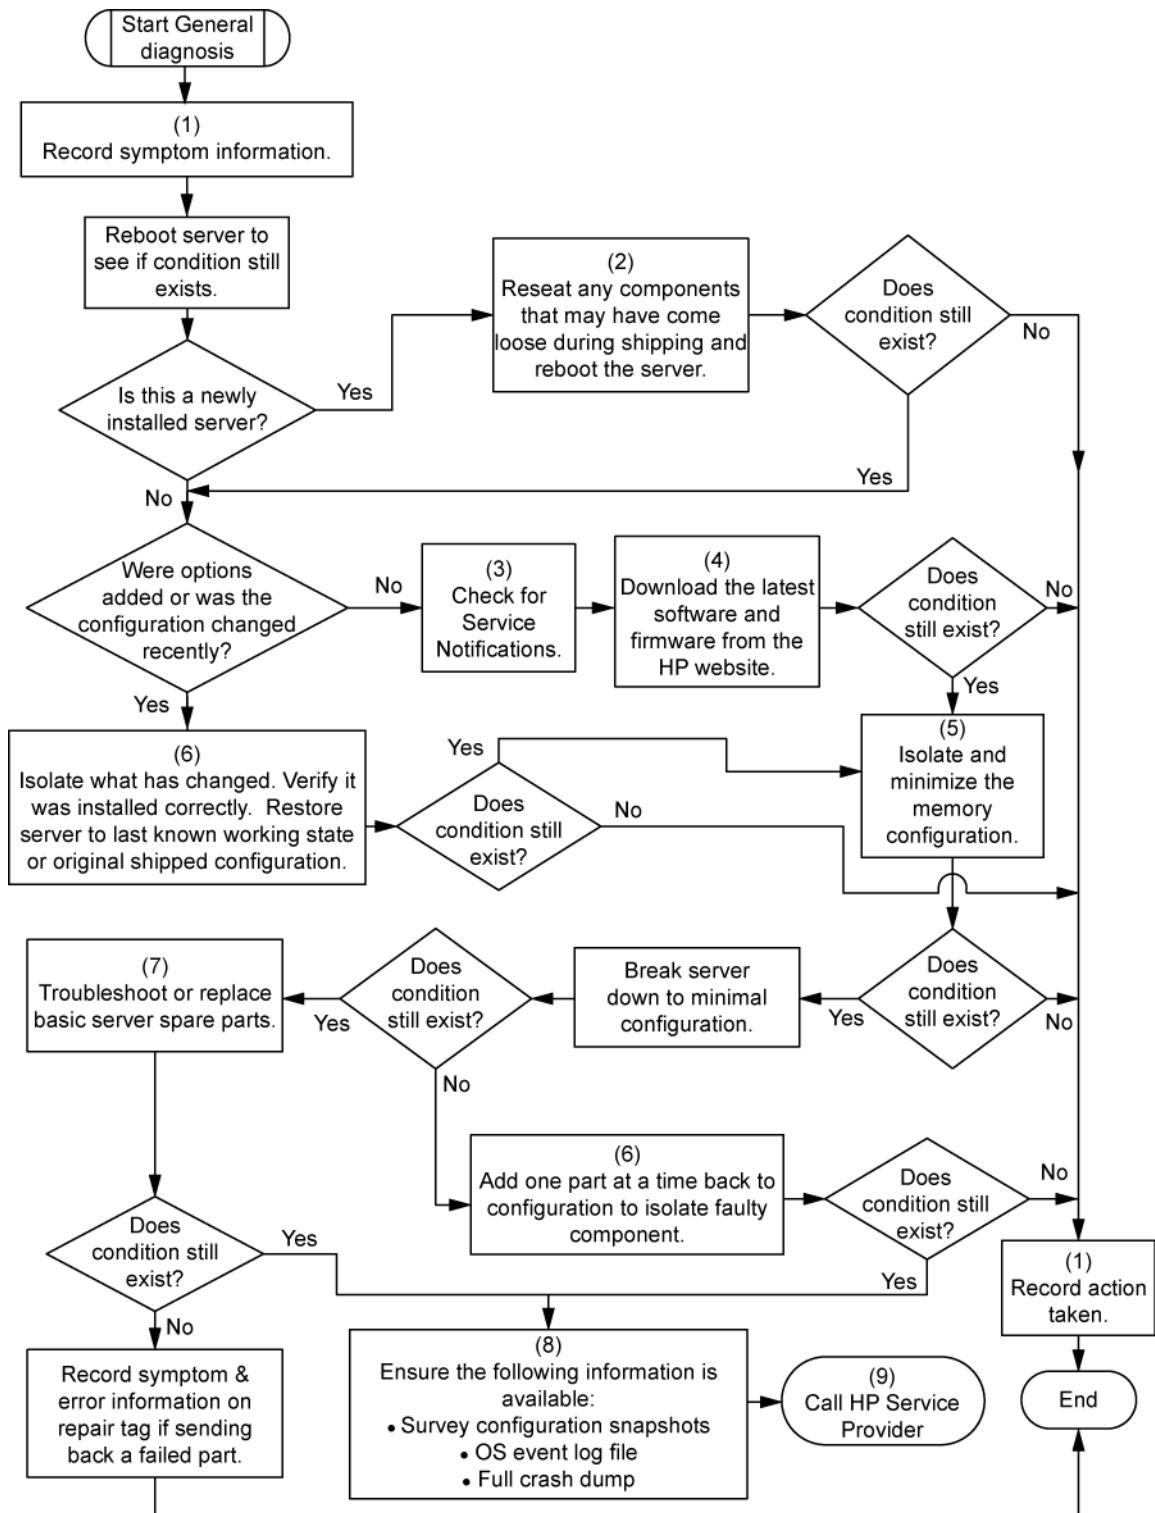 Start General
diagnosis
(1)
Record symptom information.
Reboot server to
see if condition still
exists.
Is this a newly
installed server?
Yes
No
(2)
Reseat any components
that may have come
loose during shipping and
reboot the server.
Does
condition still
exist?
No
Yes
Were options
added or was the
configuration changed
recently?
No
Yes
(3)
Check for
Service
Notifications.
(4)
Download the latest
software and
firmware from the
HP website.
Does
condition
still exist?
No
Yes
(5)
Isolate and
minimize the
memory
configuration.
(6)
Isolate what has changed. Verify it
was installed correctly. Restore
server to last known working state
or original shipped configuration.
Does
condition still
exist?
Yes
No
Does
condition
still exist?
Yes
No
Break server
down to minimal
configuration.
Does
condition
still exist?
Yes
No
(7)
Troubleshoot or replace
basic server spare parts.
(6)
Add one part at a time back to
configuration to isolate faulty
component.
Does
condition still
exist?
No
Yes
Does
condition still
exist?
Yes
No
(1)
Record action
taken.
Record symptom &
error information on
repair tag if sending
back a failed part.
(8)
Ensure the following information is
available:
• Survey configuration snapshots
• OS event log file
• Full crash dump
(9)
Call HP Service
Provider
End